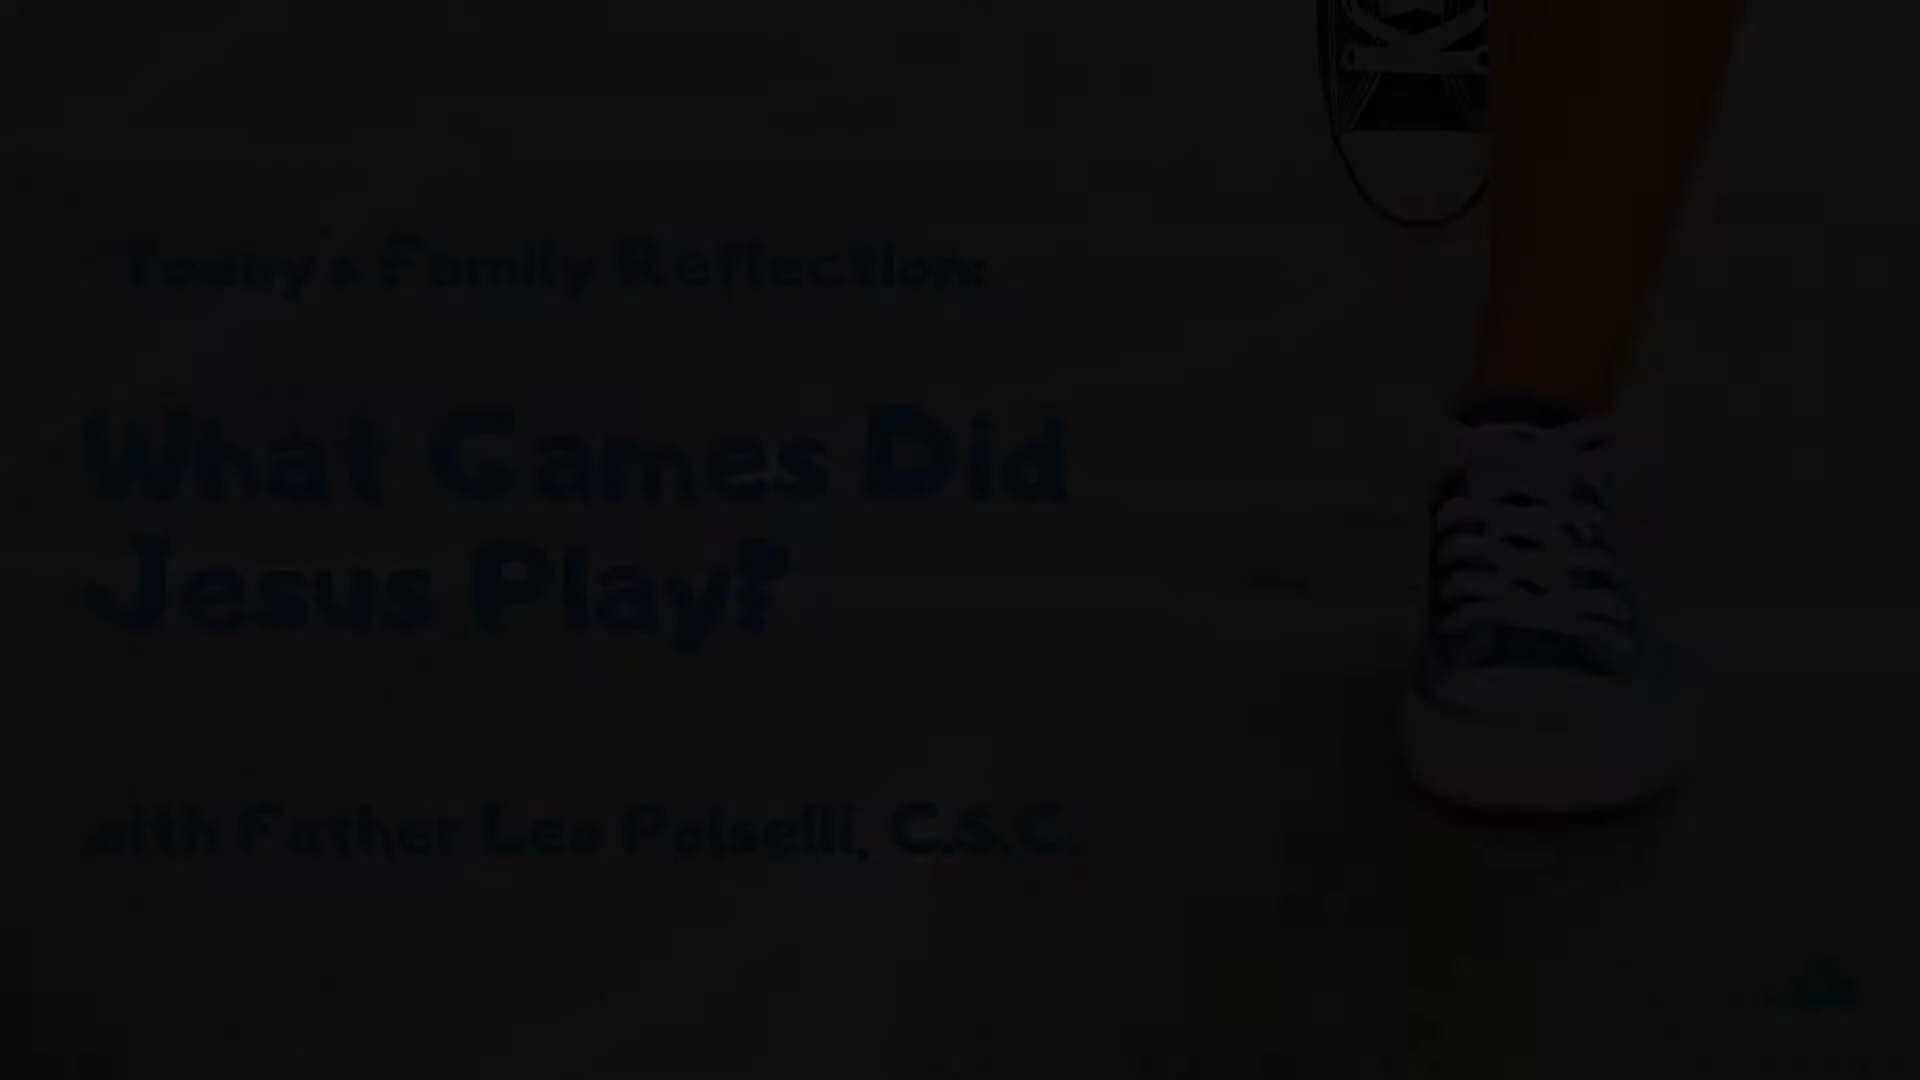 Today's Family Reflection:
What Games Did
Jesus Play?
with Father Leo Polselli, C.S.C.